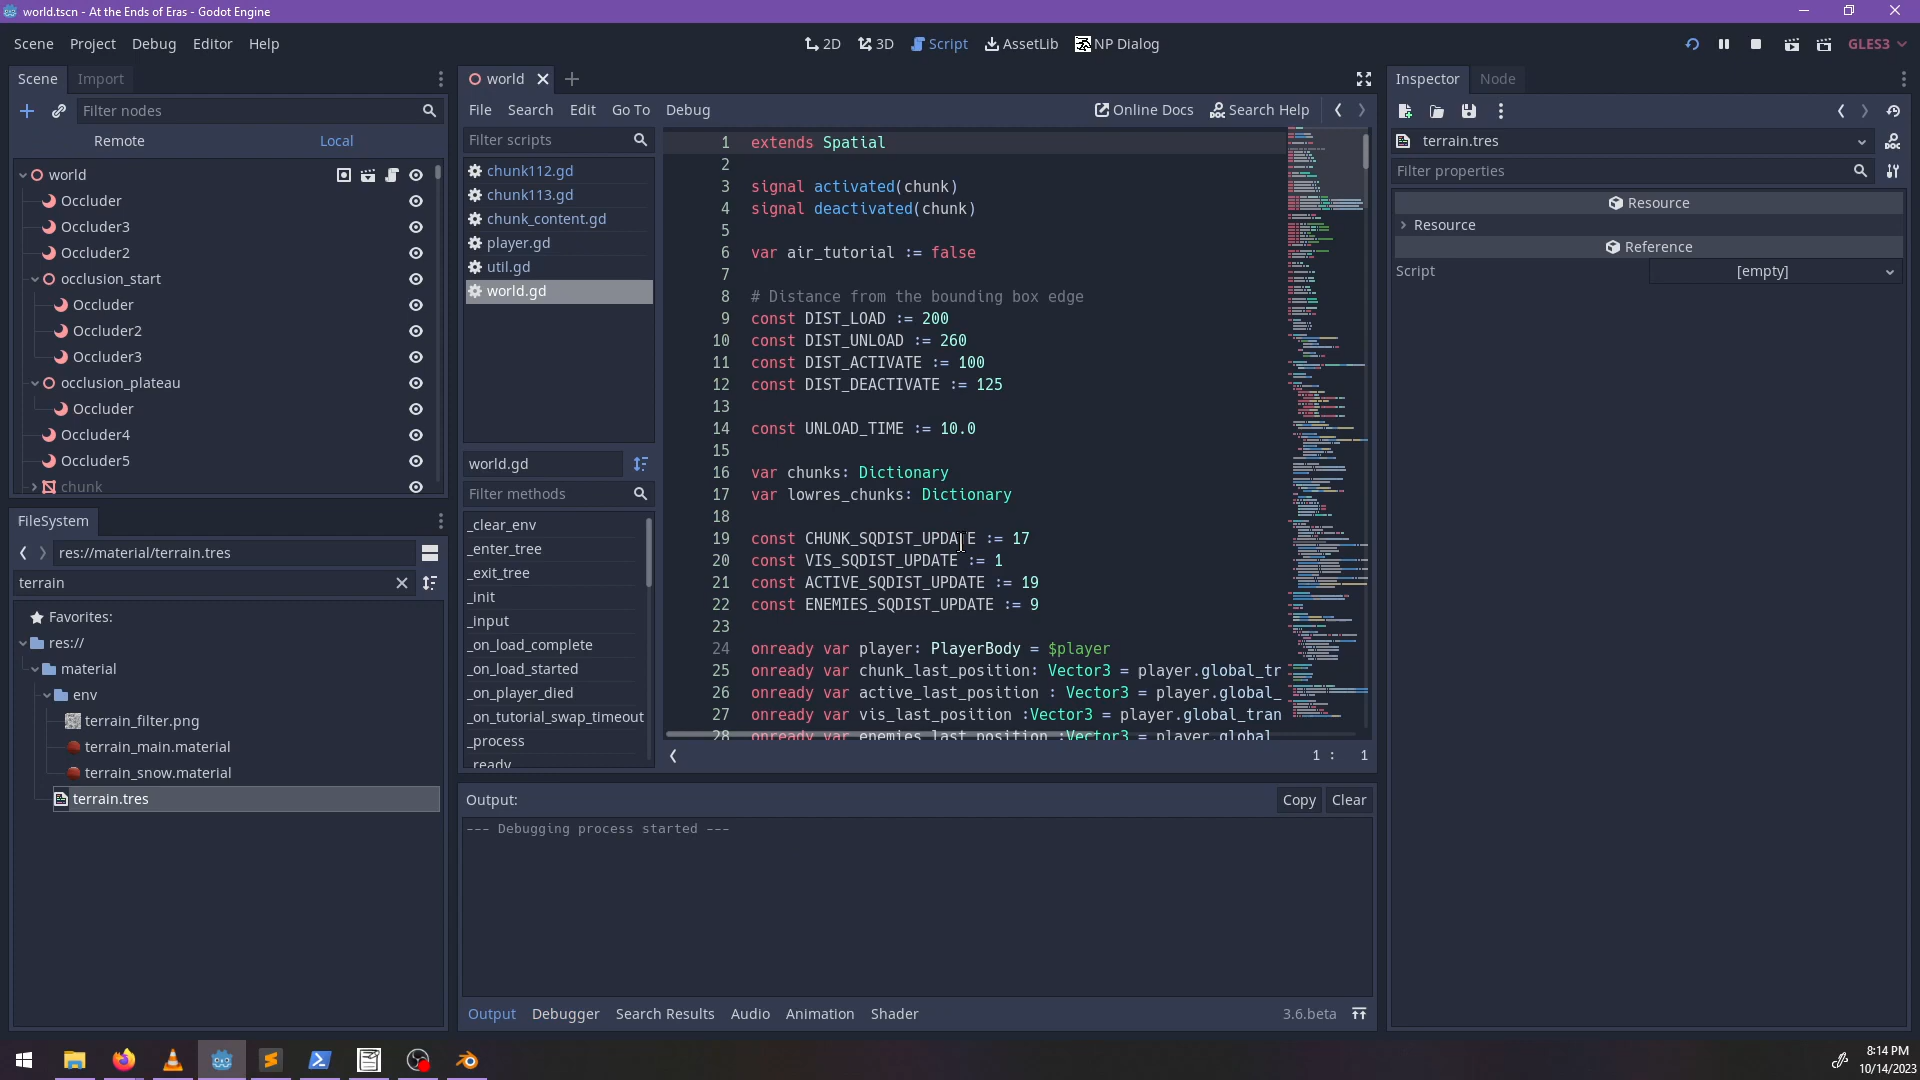 world.tscn - At the Ends of Eras - Godot Engine
Scene Project Debug Editor Help
2D 3D Script AssetLib NP Dialog
GLES3
Scene Import
Filter nodes
Remote Local
world
Occluder
Occluder3
Occluder2
occlusion_start
Occluder
Occluder2
Occluder3
occlusion_plateau
Occluder
Occluder4
Occluder5
chunk
FileSystem
res://material/terrain.tres
terrain
Favorites:
res://
material
env
terrain_filter.png
terrain_main.material
terrain_snow.material
terrain.tres
world
File Search Edit Go To Debug
Online Docs Search Help
Filter scripts
chunk112.gd
chunk113.gd
chunk_content.gd
player.gd
util.gd
world.gd
world.gd
Filter methods
_clear_env
_enter_tree
_exit_tree
_init
_input
_on_load_complete
_on_load_started
_on_player_died
_on_tutorial_swap_timeout
_process
_ready
1 extends Spatial
2
3 signal activated(chunk)
4 signal deactivated(chunk)
5
6 var air_tutorial := false
7
8 # Distance from the bounding box edge
9 const DIST_LOAD := 200
10 const DIST_UNLOAD := 260
11 const DIST_ACTIVATE := 100
12 const DIST_DEACTIVATE := 125
13
14 const UNLOAD_TIME := 10.0
15
16 var chunks: Dictionary
17 var lowres_chunks: Dictionary
18
19 const CHUNK_SQDIST_UPDATE := 17
20 const VIS_SQDIST_UPDATE := 1
21 const ACTIVE_SQDIST_UPDATE := 19
22 const ENEMIES_SQDIST_UPDATE := 9
23
24 onready var player: PlayerBody = $player
25 onready var chunk_last_position: Vector3 = player.global_tr
26 onready var active_last_position : Vector3 = player.global_
27 onready var vis_last_position :Vector3 = player.global_tran
28 onready var enemies_last_position :Vector3 = player.global_
1 : 1
Output:
Copy Clear
--- Debugging process started ---
Output Debugger Search Results Audio Animation Shader
3.6.beta
Inspector Node
terrain.tres
Filter properties
Resource
Resource
Reference
Script [empty]
8:14 PM
10/14/2023